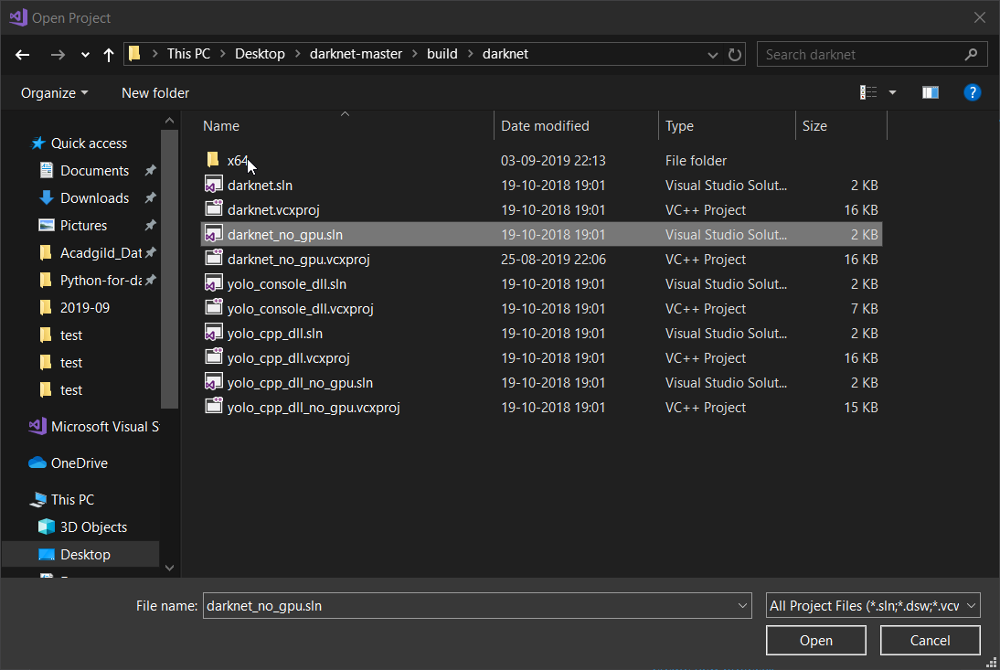 Open Project
This PC > Desktop > darknet-master > build > darknet
Search darknet
Organize New folder
?
Name Date modified Type Size
Quick access
Documents
Downloads
Pictures
Acadgild_Dat
Python-for-da
2019-09
test
test
test
Microsoft Visual S
OneDrive
This PC
3D Objects
Desktop
x64 03-09-2019 22:13 File folder
darknet.sln 19-10-2018 19:01 Visual Studio Solut... 2 KB
darknet.vcxproj 19-10-2018 19:01 VC++ Project 16 KB
darknet_no_gpu.sln 19-10-2018 19:01 Visual Studio Solut... 2 KB
darknet_no_gpu.vcxproj 25-08-2019 22:06 VC++ Project 16 KB
yolo_console_dll.sln 19-10-2018 19:01 Visual Studio Solut... 2 KB
yolo_console_dll.vcxproj 19-10-2018 19:01 VC++ Project 7 KB
yolo_cpp_dll.sln 19-10-2018 19:01 Visual Studio Solut... 2 KB
yolo_cpp_dll.vcxproj 19-10-2018 19:01 VC++ Project 16 KB
yolo_cpp_dll_no_gpu.sln 19-10-2018 19:01 Visual Studio Solut... 2 KB
yolo_cpp_dll_no_gpu.vcxproj 19-10-2018 19:01 VC++ Project 15 KB
File name: darknet_no_gpu.sln All Project Files (*.sln;*.dsw;*.vcw
Open Cancel